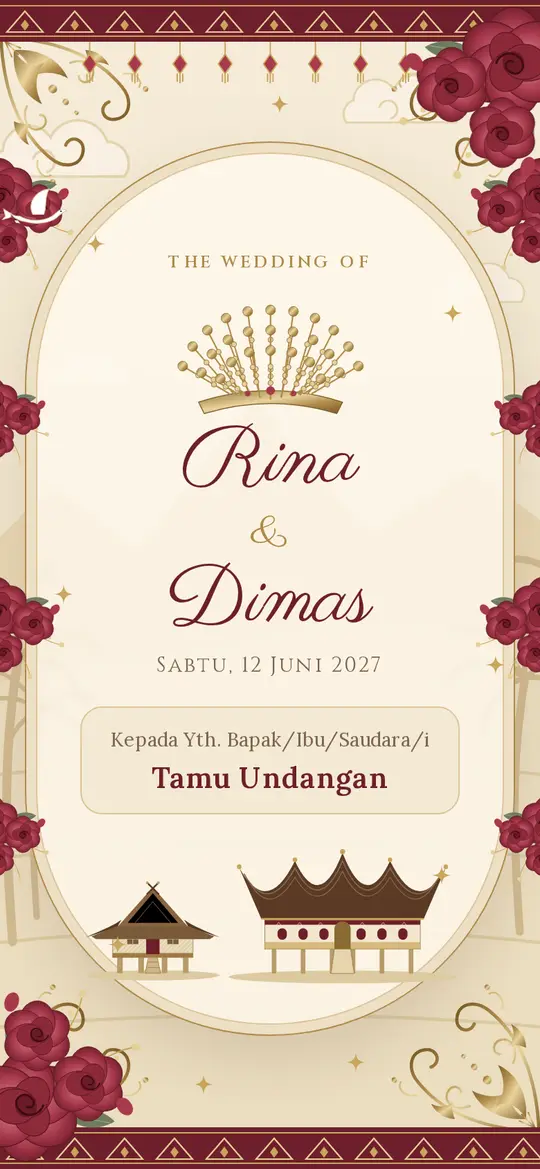 THE WEDDING OF
Rina
&
Dimas
Sabtu, 12 Juni 2027
Kepada Yth. Bapak/Ibu/Saudara/i
Tamu Undangan